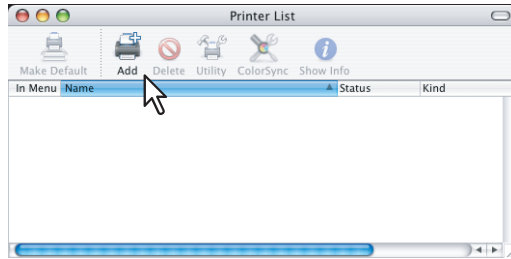 Printer List
Make Default Add Delete Utility ColorSync Show Info
In Menu Name Status Kind